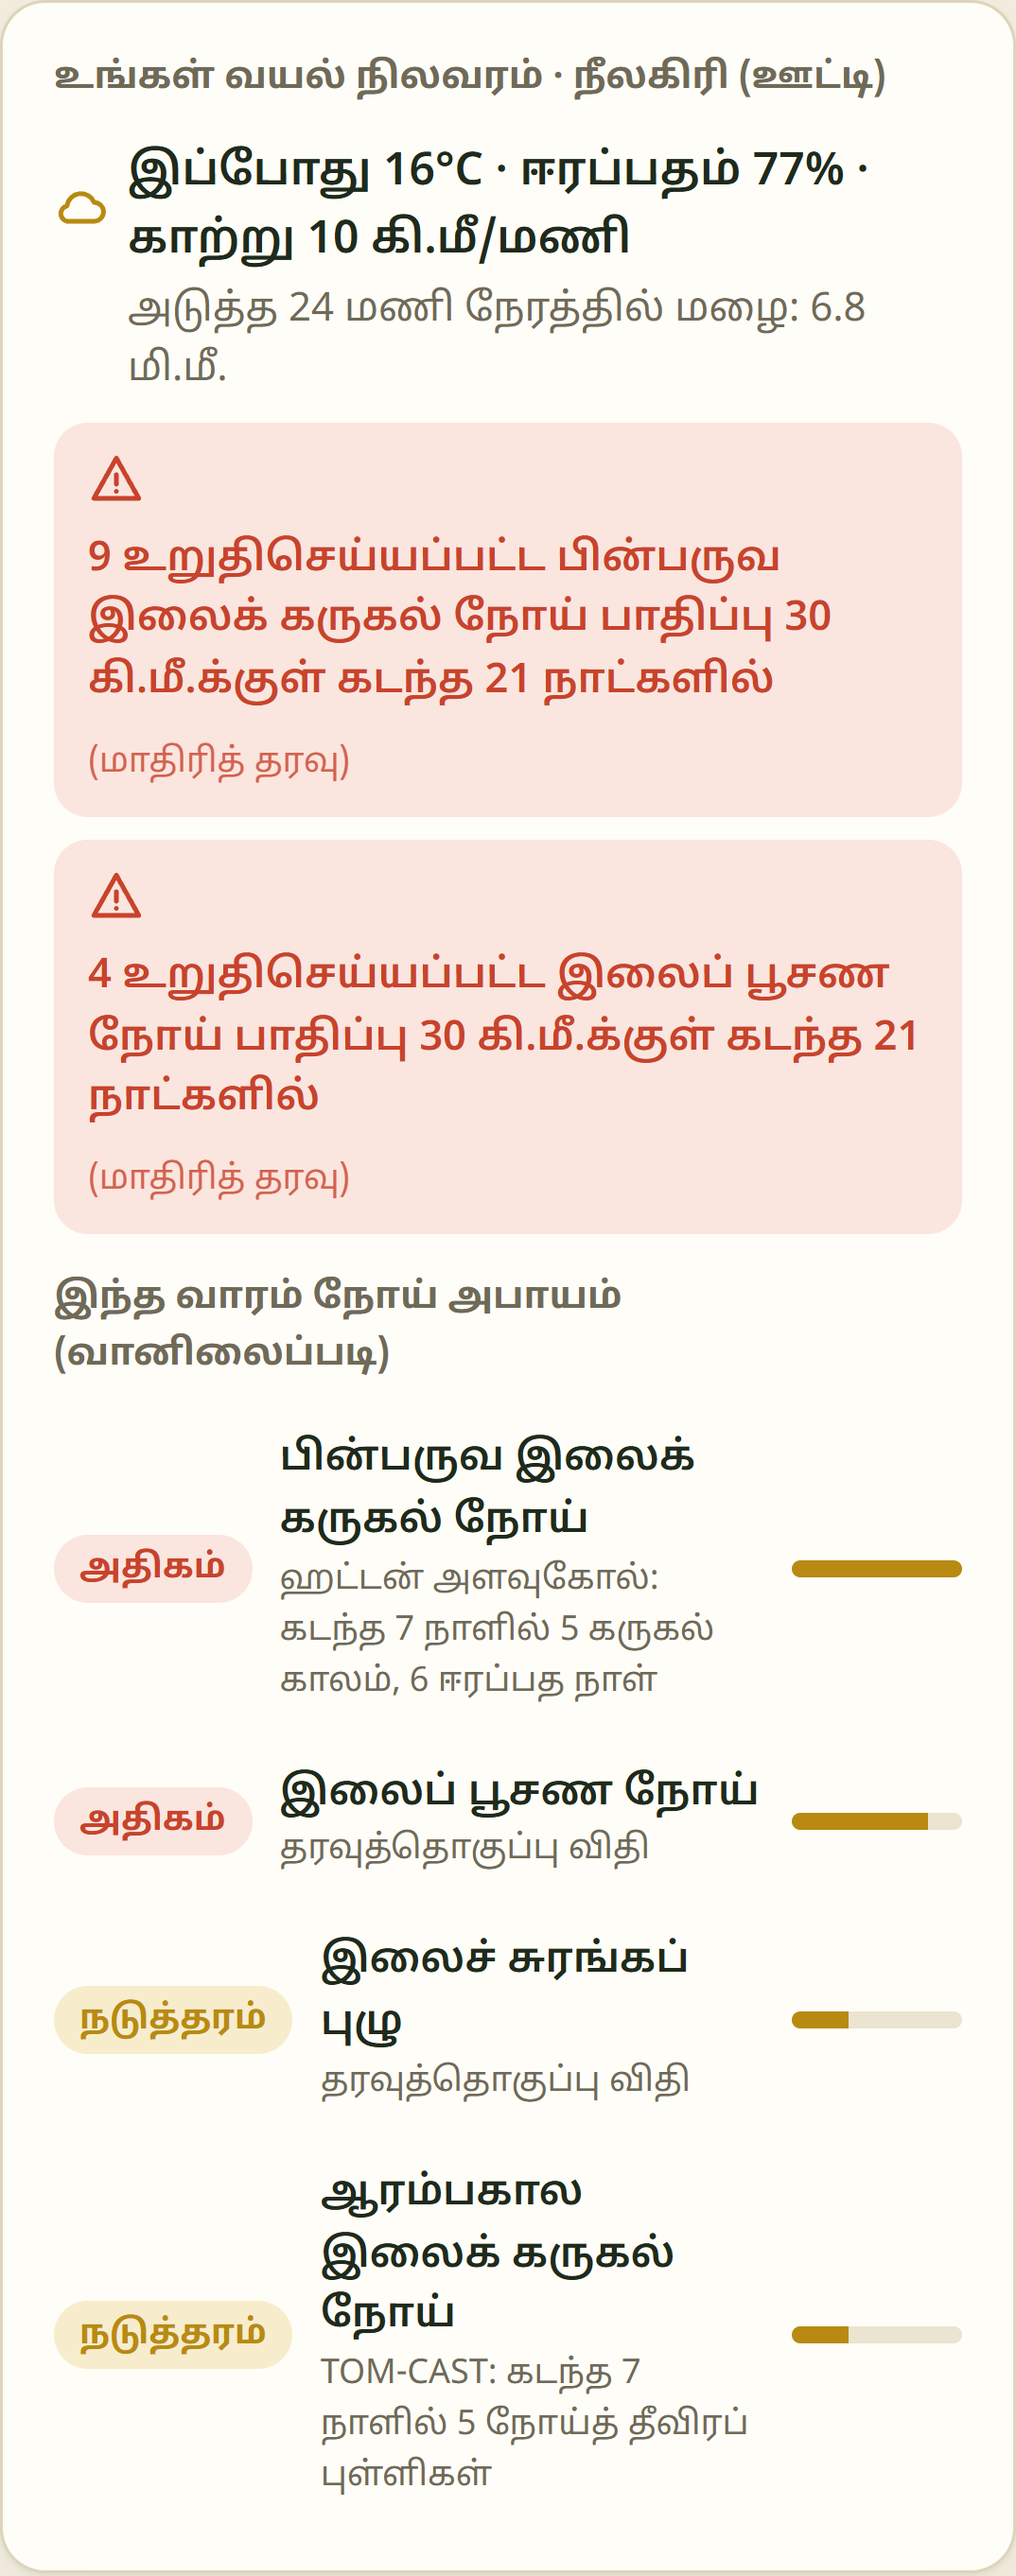 உங்கள் வயல் நிலவரம் · நீலகிரி (ஊட்டி)
இப்போது 16°C · ஈரப்பதம் 77% ·
காற்று 10 கி.மீ/மணி
அடுத்த 24 மணி நேரத்தில் மழை: 6.8
மி.மீ.
9 உறுதிசெய்யப்பட்ட பின்பருவ
இலைக் கருகல் நோய் பாதிப்பு 30
கி.மீ.க்குள் கடந்த 21 நாட்களில்
(மாதிரித் தரவு)
4 உறுதிசெய்யப்பட்ட இலைப் பூசண
நோய் பாதிப்பு 30 கி.மீ.க்குள் கடந்த 21
நாட்களில்
(மாதிரித் தரவு)
இந்த வாரம் நோய் அபாயம்
(வானிலைப்படி)
அதிகம்
பின்பருவ இலைக்
கருகல் நோய்
ஹட்டன் அளவுகோல்:
கடந்த 7 நாளில் 5 கருகல்
காலம், 6 ஈரப்பத நாள்
அதிகம்
இலைப் பூசண நோய்
தரவுத்தொகுப்பு விதி
நடுத்தரம்
இலைச் சுரங்கப்
புழு
தரவுத்தொகுப்பு விதி
நடுத்தரம்
ஆரம்பகால
இலைக் கருகல்
நோய்
TOM-CAST: கடந்த 7
நாளில் 5 நோய்த் தீவிரப்
புள்ளிகள்